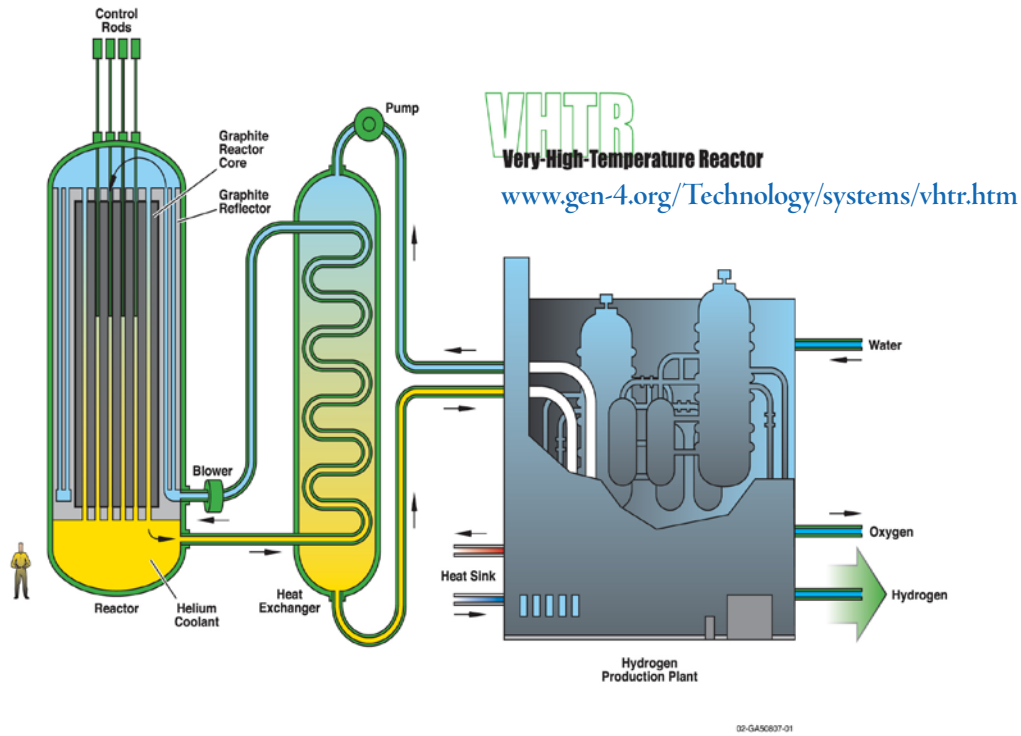 Control
Rods
Pump
VHTR
Very-High-Temperature Reactor
www.gen-4.org/Technology/systems/vhtr.htm
Graphite
Reactor
Core
Graphite
Reflector
Water
Blower
Oxygen
Heat Sink
Hydrogen
Reactor
Helium
Coolant
Heat
Exchanger
Hydrogen
Production Plant
02-GA50807-01